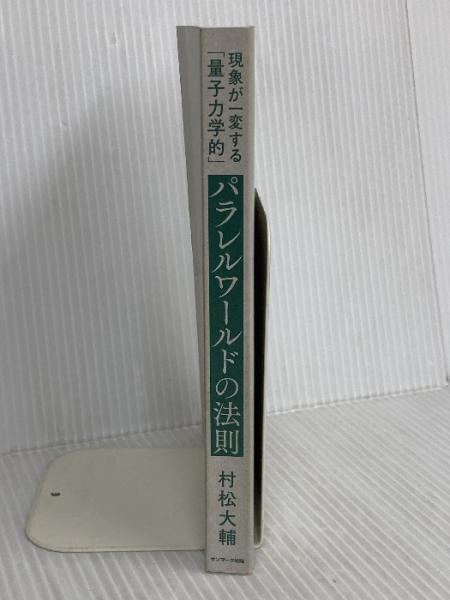 現象が一変する
「量子力学的」
パラレルワールドの法則
村松大輔
サンマーク出版